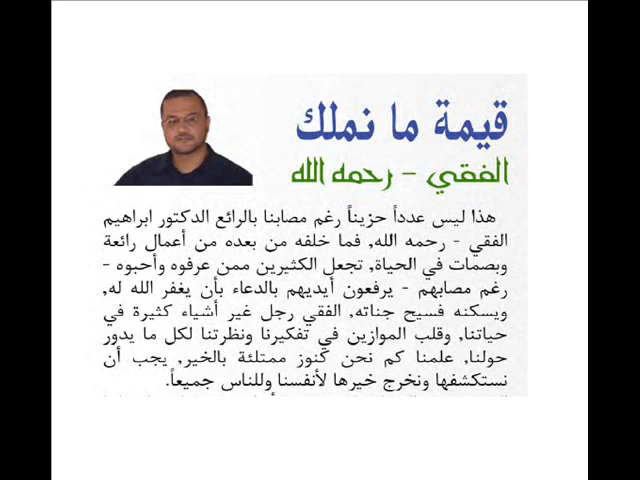 قيمة ما نملك
الفقي - رحمه الله
هذا ليس عدداً حزيناً رغم مصابنا بالرائع الدكتور ابراهيم
الفقي - رحمه الله, فما خلفه من بعده من أعمال رائعة
وبصمات في الحياة, تجعل الكثيرين ممن عرفوه وأحبوه -
رغم مصابهم - يرفعون أيديهم بالدعاء بأن يغفر الله له,
ويسكنه فسيح جناته, الفقي رجل غير أشياء كثيرة في
حياتنا, وقلب الموازين في تفكيرنا ونظرتنا لكل ما يدور
حولنا, علمنا كم نحن كنوز ممتلئة بالخير, يجب أن
نستكشفها ونخرج خيرها لأنفسنا وللناس جميعاً.